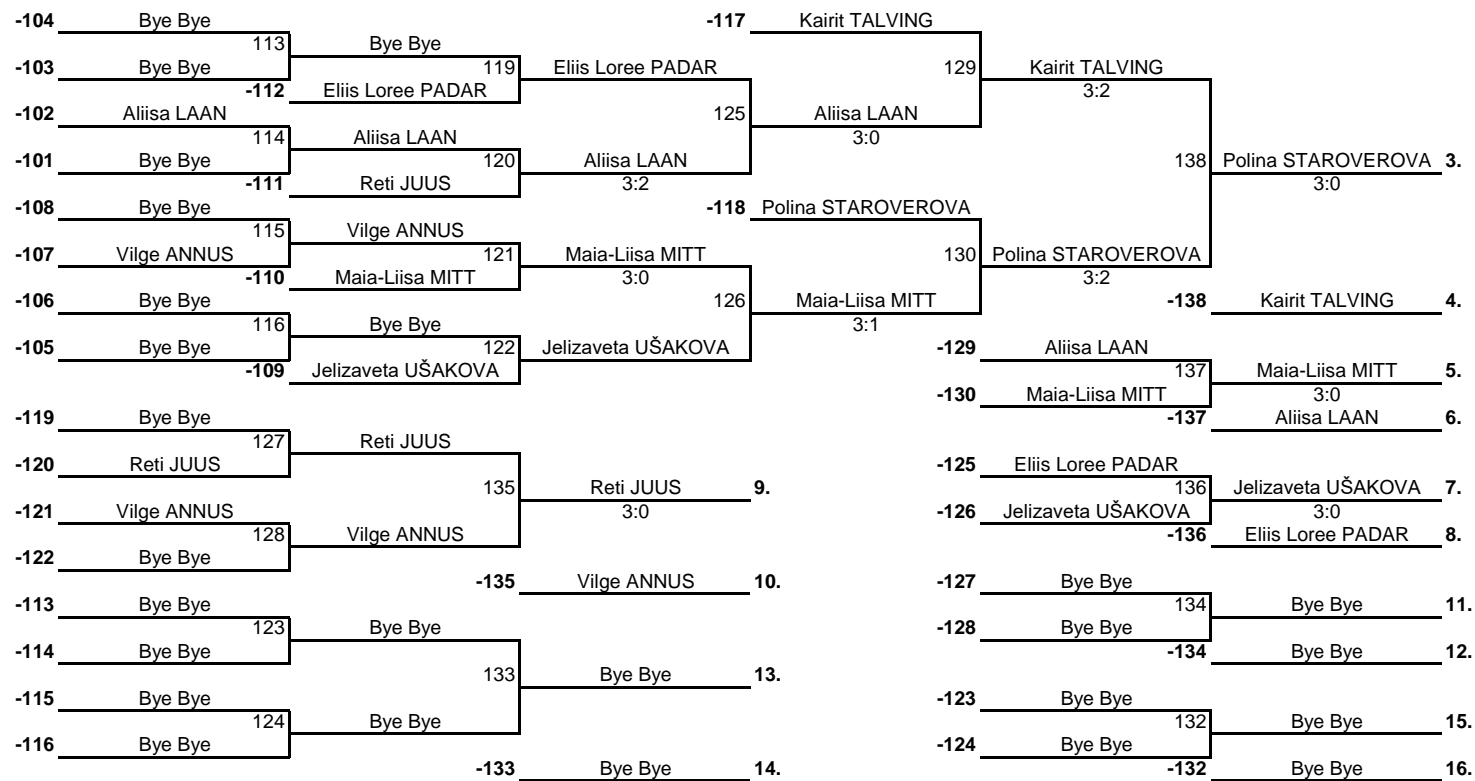 -104 Bye Bye -117 Kairit TALVING
113 Bye Bye
-103 Bye Bye 119 Eliis Loree PADAR 129 Kairit TALVING
-112 Eliis Loree PADAR 3:2
-102 Aliisa LAAN 125 Aliisa LAAN
114 Aliisa LAAN 3:0
-101 Bye Bye 120 Aliisa LAAN 138 Polina STAROVEROVA 3.
-111 Reti JUUS 3:2 3:0
-108 Bye Bye -118 Polina STAROVEROVA
115 Vilge ANNUS
-107 Vilge ANNUS 121 Maia-Liisa MITT 130 Polina STAROVEROVA
-110 Maia-Liisa MITT 3:0 3:2
-106 Bye Bye 126 Maia-Liisa MITT -138 Kairit TALVING 4.
116 Bye Bye 3:1
-105 Bye Bye 122 Jelizaveta UŠAKOVA -129 Aliisa LAAN
-109 Jelizaveta UŠAKOVA 137 Maia-Liisa MITT 5.
-130 Maia-Liisa MITT 3:0
-119 Bye Bye -137 Aliisa LAAN 6.
127 Reti JUUS
-120 Reti JUUS -125 Eliis Loree PADAR
135 Reti JUUS 9. 136 Jelizaveta UŠAKOVA 7.
-121 Vilge ANNUS 3:0 -126 Jelizaveta UŠAKOVA 3:0
128 Vilge ANNUS -136 Eliis Loree PADAR 8.
-122 Bye Bye
-135 Vilge ANNUS 10. -127 Bye Bye
-113 Bye Bye 134 Bye Bye 11.
123 Bye Bye -128 Bye Bye
-114 Bye Bye -134 Bye Bye 12.
133 Bye Bye 13.
-115 Bye Bye -123 Bye Bye
124 Bye Bye 132 Bye Bye 15.
-116 Bye Bye -124 Bye Bye
-133 Bye Bye 14. -132 Bye Bye 16.